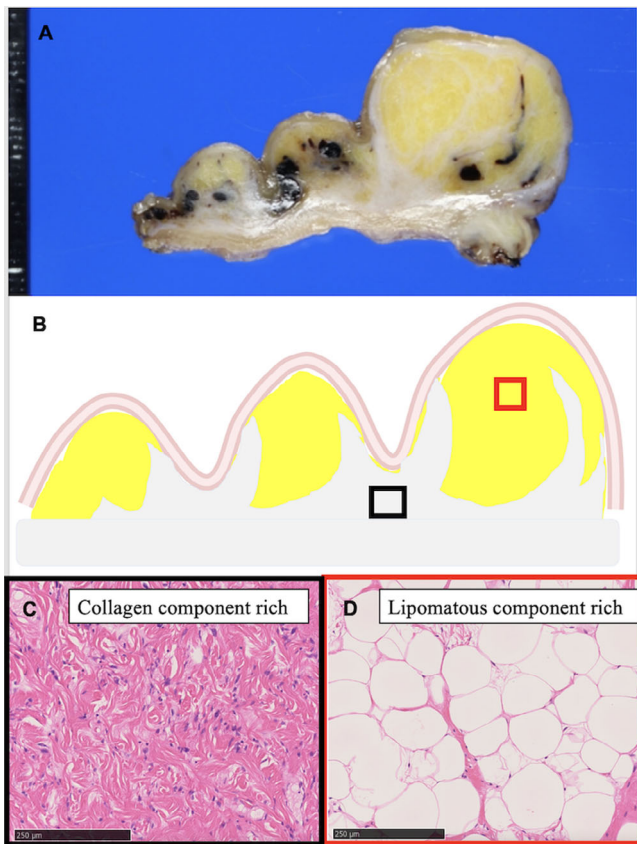 A
B
C
Collagen component rich
D
Lipomatous component rich
250 µm
250 µm